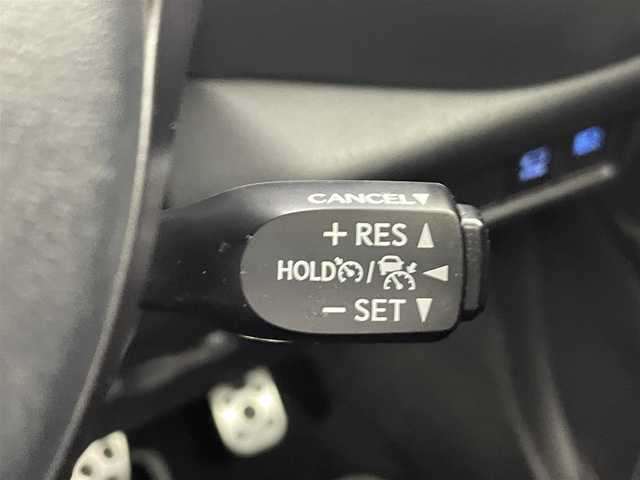 CANCEL▼
+ RES ▲
HOLD / ◀
− SET ▼